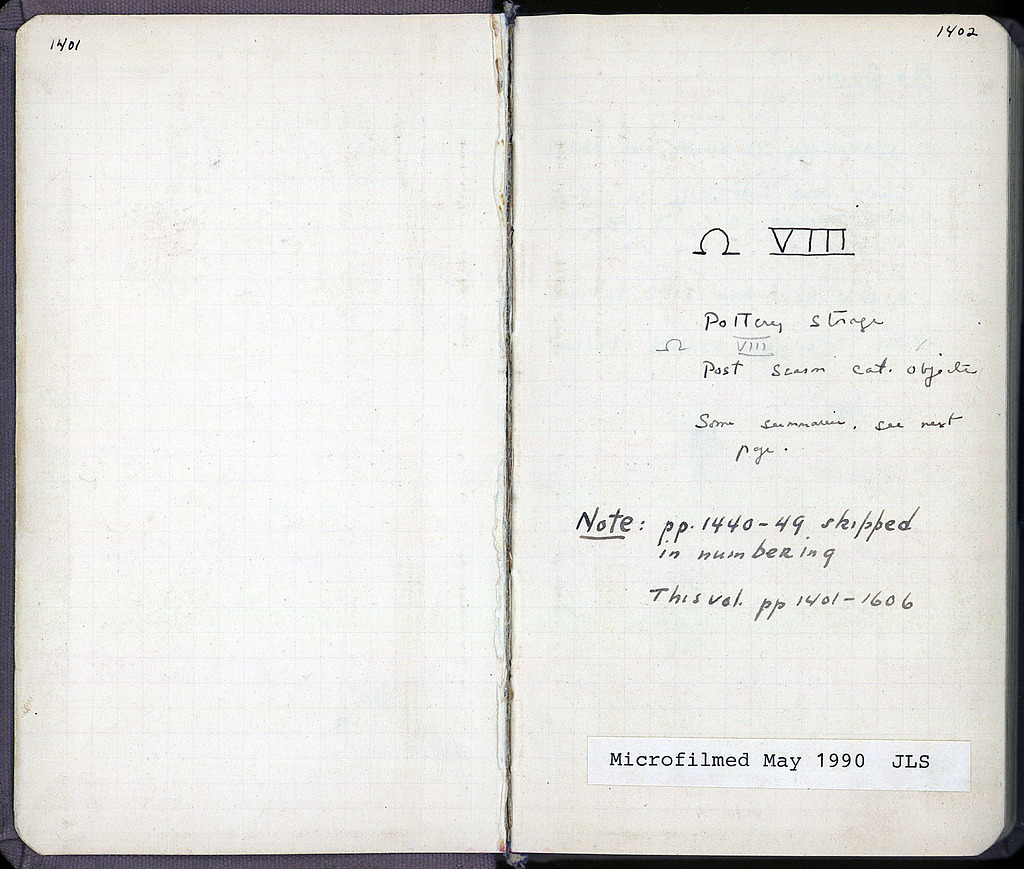 1401
1402
Ω VIII
Pottery storage
Ω VIII
Post season cat. objects
Some summaries, see next
page.
Note: pp. 1440-49 skipped
in numbering
This vol. pp 1401-1606
Microfilmed May 1990 JLS